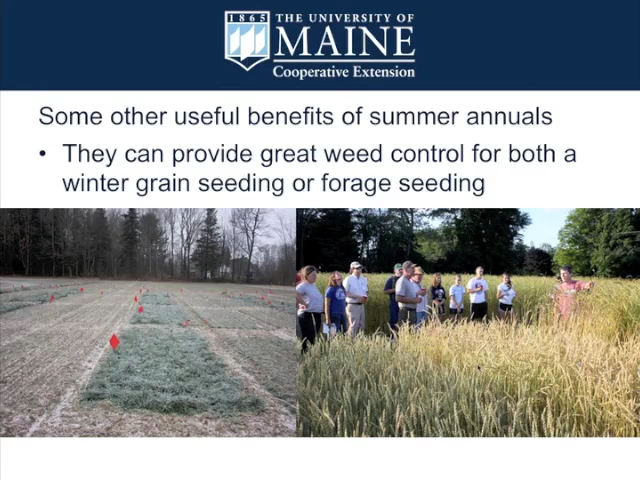 1865
THE UNIVERSITY OF
MAINE
Cooperative Extension
Some other useful benefits of summer annuals
• They can provide great weed control for both a
winter grain seeding or forage seeding